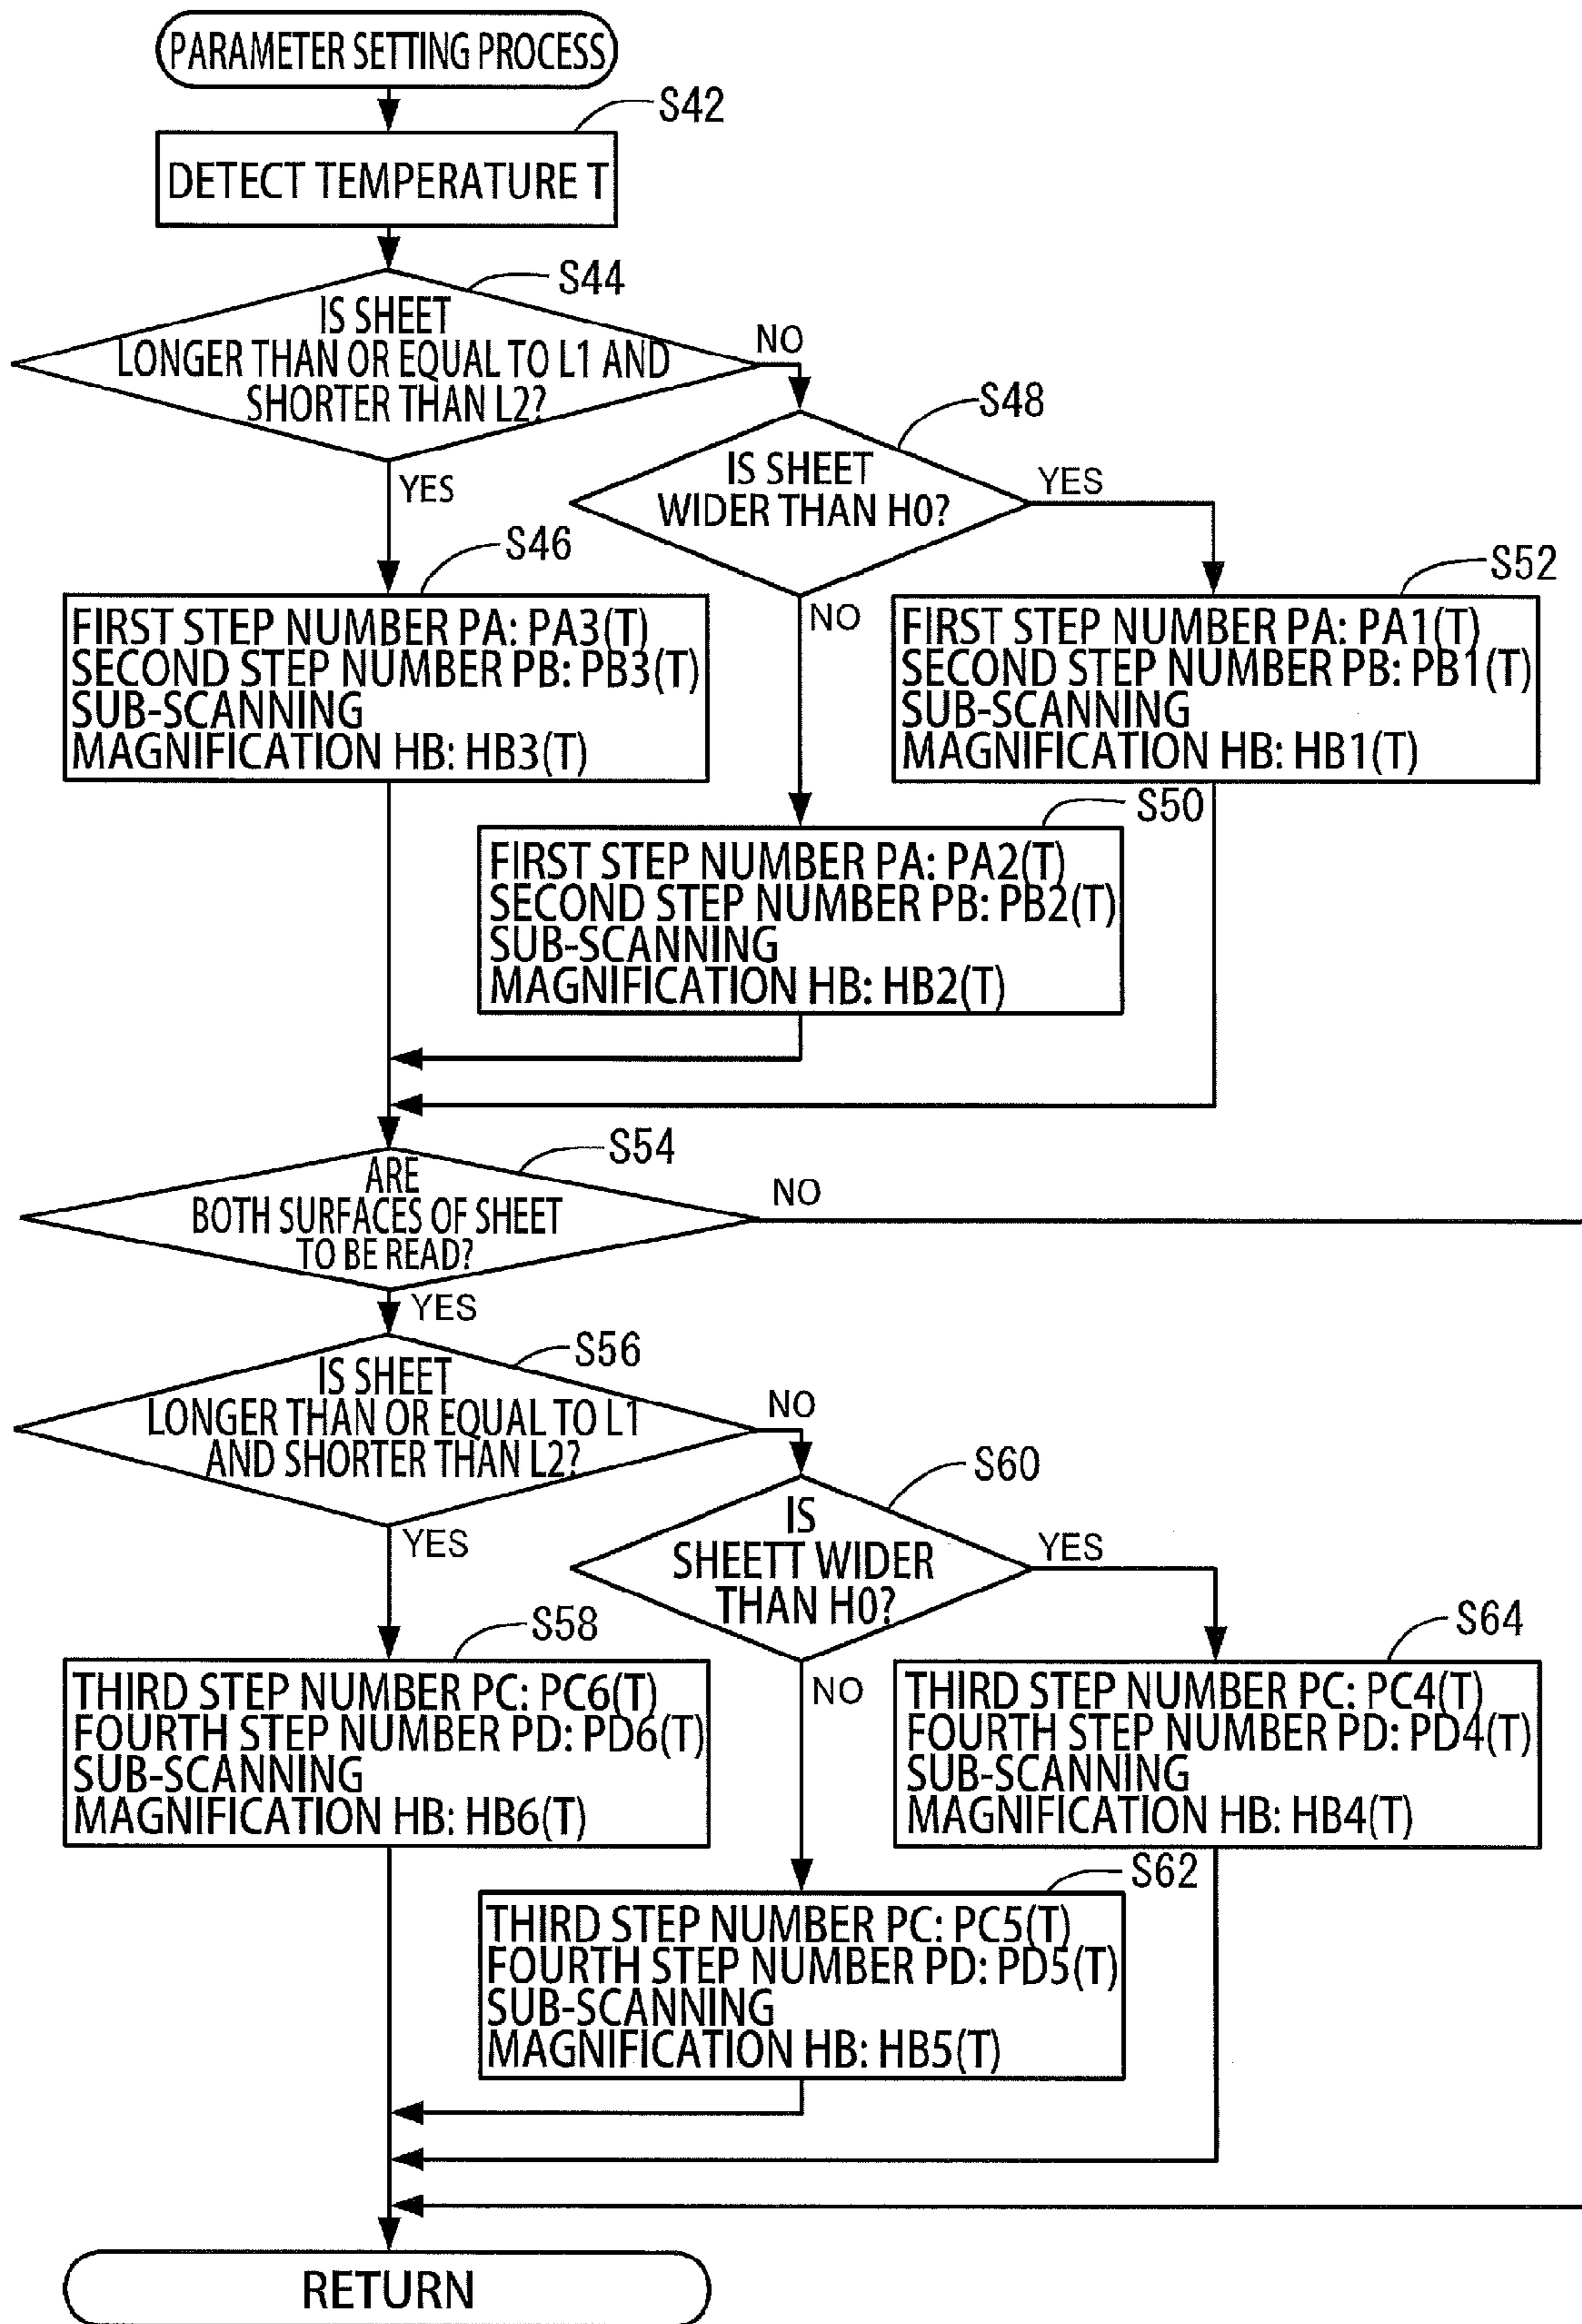 PARAMETER SETTING PROCESS
S42
DETECT TEMPERATURE T
S44
IS SHEET
LONGER THAN OR EQUAL TO L1 AND
SHORTER THAN L2?
NO
YES
S48
IS SHEET
WIDER THAN H0?
YES
NO
S46
FIRST STEP NUMBER PA: PA3(T)
SECOND STEP NUMBER PB: PB3(T)
SUB-SCANNING
MAGNIFICATION HB: HB3(T)
S52
FIRST STEP NUMBER PA: PA1(T)
SECOND STEP NUMBER PB: PB1(T)
SUB-SCANNING
MAGNIFICATION HB: HB1(T)
S50
FIRST STEP NUMBER PA: PA2(T)
SECOND STEP NUMBER PB: PB2(T)
SUB-SCANNING
MAGNIFICATION HB: HB2(T)
S54
ARE
BOTH SURFACES OF SHEET
TO BE READ?
NO
YES
S56
IS SHEET
LONGER THAN OR EQUAL TO L1
AND SHORTER THAN L2?
NO
YES
S60
IS
SHEETT WIDER
THAN H0?
YES
NO
S58
THIRD STEP NUMBER PC: PC6(T)
FOURTH STEP NUMBER PD: PD6(T)
SUB-SCANNING
MAGNIFICATION HB: HB6(T)
S64
THIRD STEP NUMBER PC: PC4(T)
FOURTH STEP NUMBER PD: PD4(T)
SUB-SCANNING
MAGNIFICATION HB: HB4(T)
S62
THIRD STEP NUMBER PC: PC5(T)
FOURTH STEP NUMBER PD: PD5(T)
SUB-SCANNING
MAGNIFICATION HB: HB5(T)
RETURN